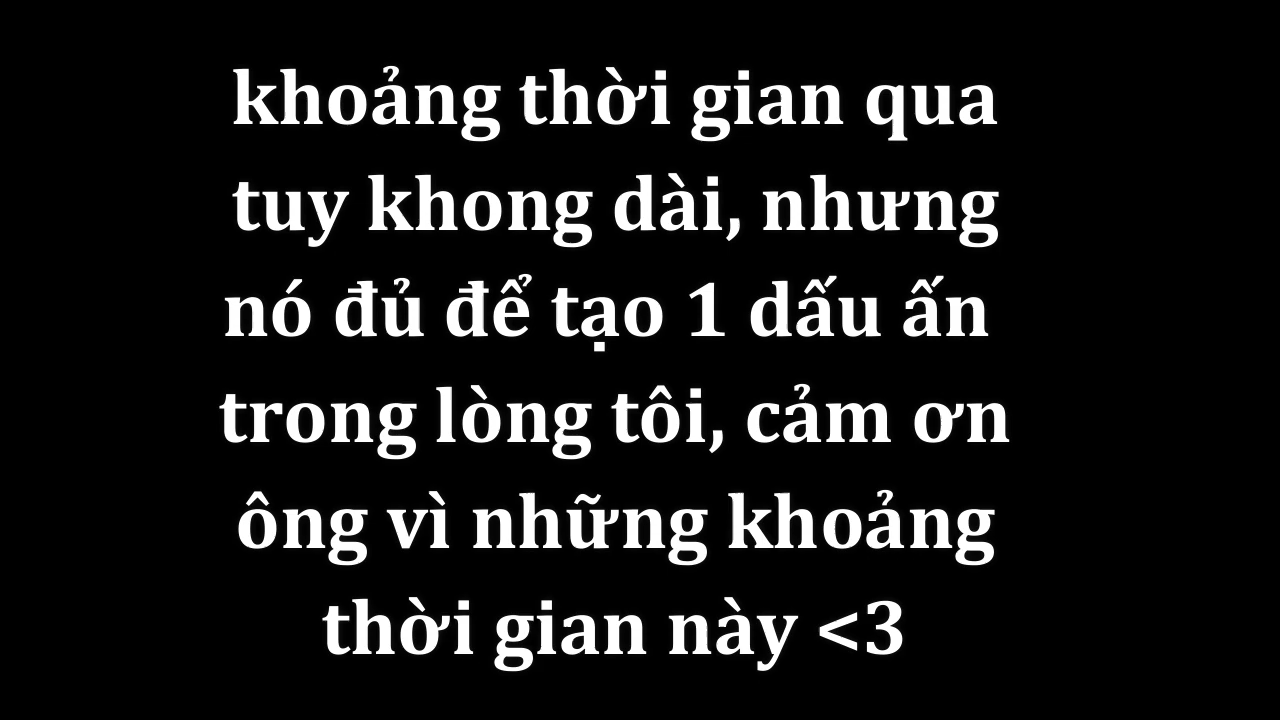 khoảng thời gian qua
tuy khong dài, nhưng
nó đủ để tạo 1 dấu ấn
trong lòng tôi, cảm ơn
ông vì những khoảng
thời gian này <3